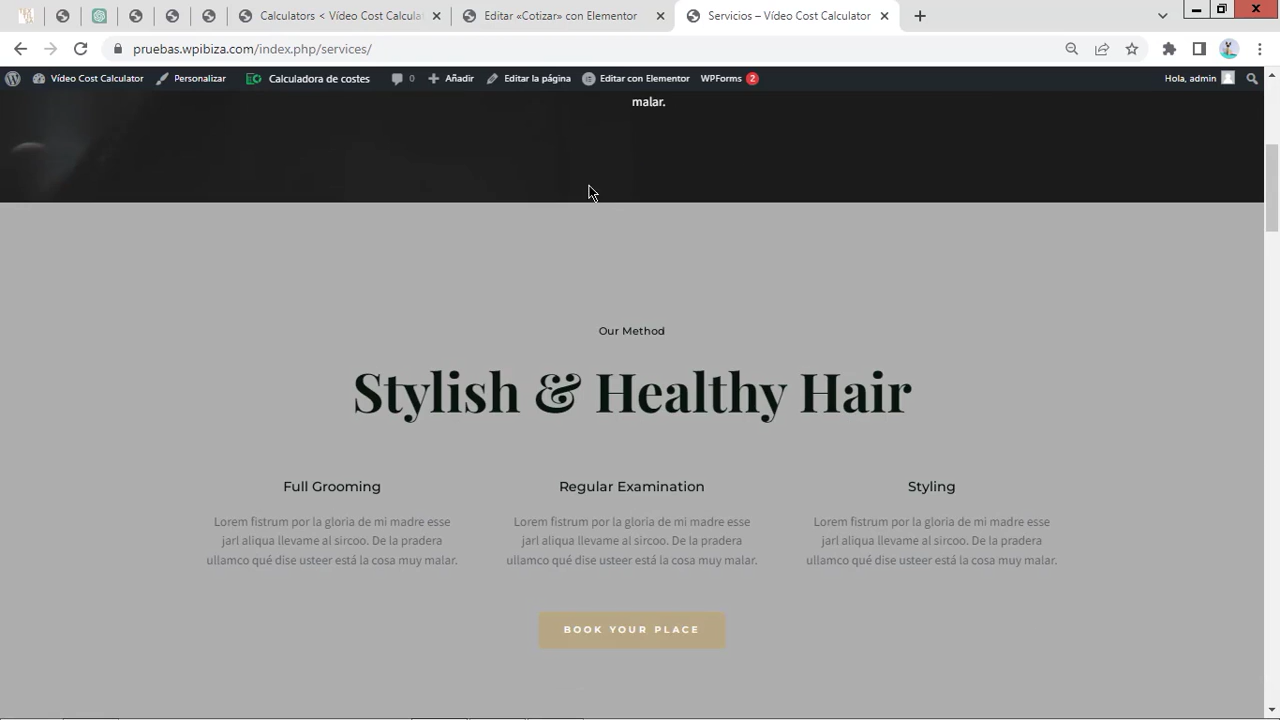 Calculators < Vídeo Cost Calcula
Editar «Cotizar» con Elementor
Servicios – Vídeo Cost Calculator
pruebas.wpibiza.com/index.php/services/
Vídeo Cost Calculator
Personalizar
Calculadora de costes
0
Añadir
Editar la página
Editar con Elementor
WPForms 2
Hola, admin
malar.
Our Method
Stylish & Healthy Hair
Full Grooming
Lorem fistrum por la gloria de mi madre esse
jarl aliqua llevame al sircoo. De la pradera
ullamco qué dise usteer está la cosa muy malar.
Regular Examination
Lorem fistrum por la gloria de mi madre esse
jarl aliqua llevame al sircoo. De la pradera
ullamco qué dise usteer está la cosa muy malar.
Styling
Lorem fistrum por la gloria de mi madre esse
jarl aliqua llevame al sircoo. De la pradera
ullamco qué dise usteer está la cosa muy malar.
BOOK YOUR PLACE